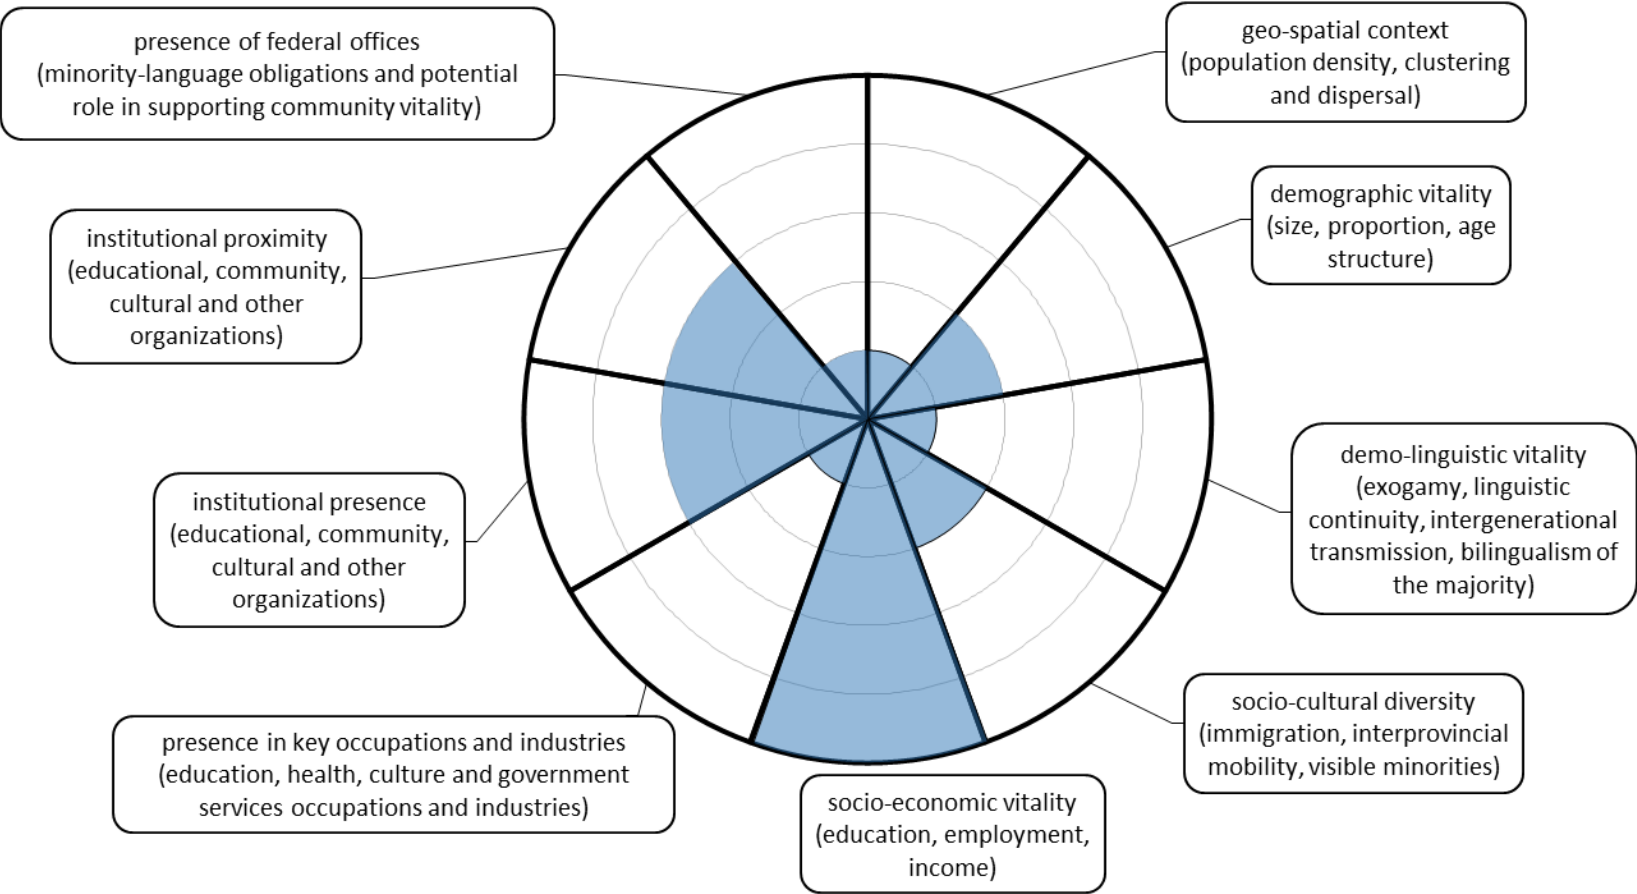 presence of federal offices
(minority-language obligations and potential
role in supporting community vitality)
geo-spatial context
(population density, clustering
and dispersal)
demographic vitality
(size, proportion, age
structure)
institutional proximity
(educational, community,
cultural and other
organizations)
demo-linguistic vitality
(exogamy, linguistic
continuity, intergenerational
transmission, bilingualism of
the majority)
institutional presence
(educational, community,
cultural and other
organizations)
socio-cultural diversity
(immigration, interprovincial
mobility, visible minorities)
presence in key occupations and industries
(education, health, culture and government
services occupations and industries)
socio-economic vitality
(education, employment,
income)